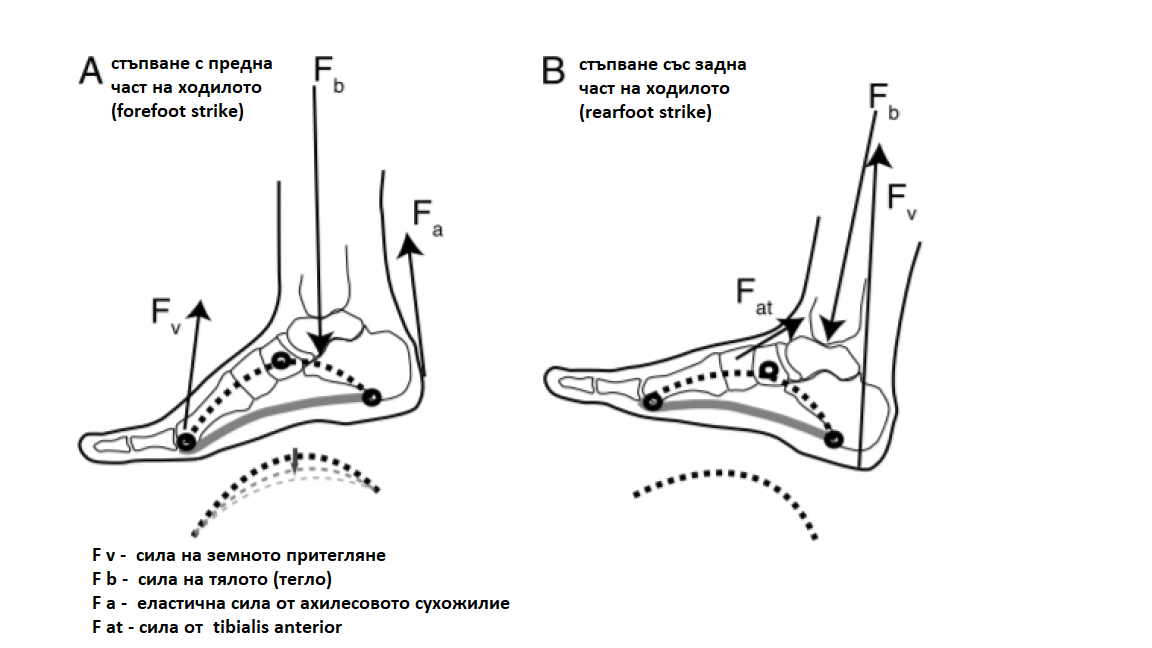 A
стъпване с предна
част на ходилото
(forefoot strike)
F b
F a
F v
B
стъпване със задна
част на ходилото
(rearfoot strike)
F b
F v
F at
F v - сила на земното притегляне
F b - сила на тялото (тегло)
F a - еластична сила от ахилесовото сухожилие
F at - сила от tibialis anterior